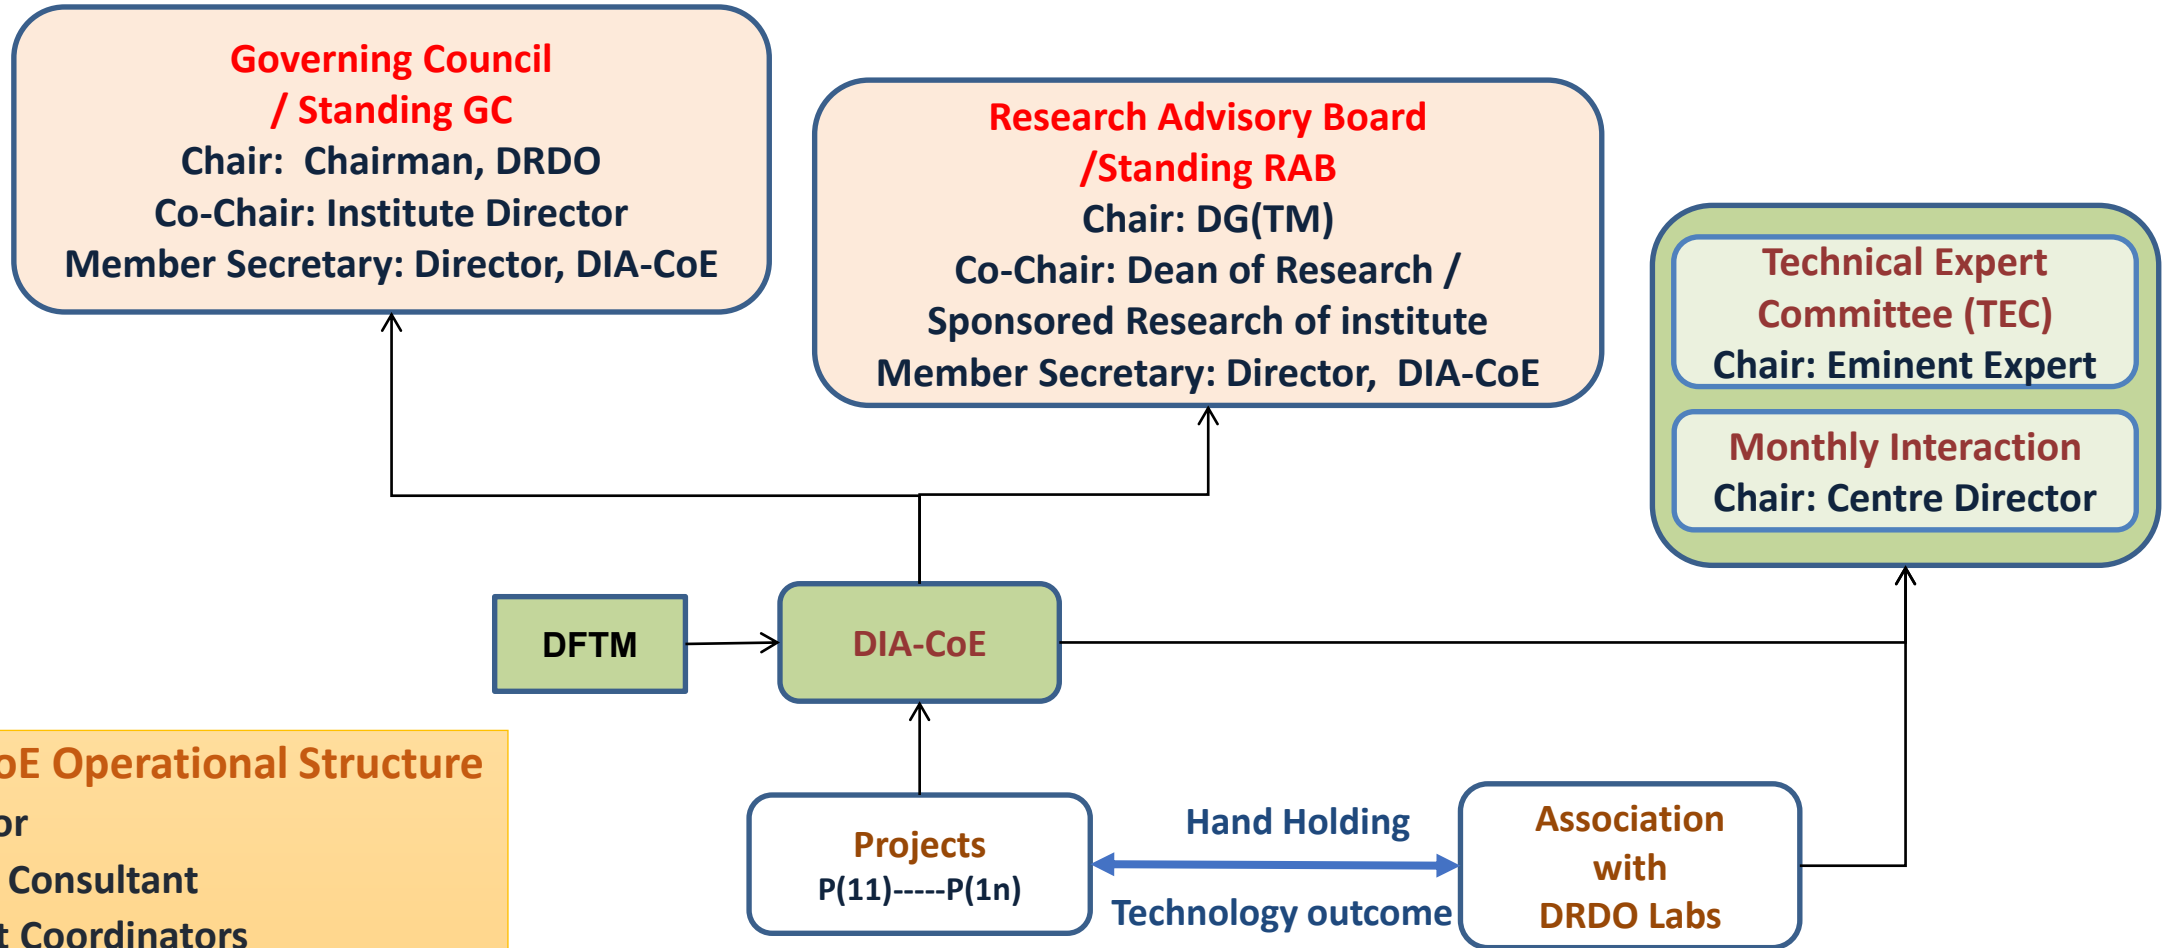 Governing Council
/ Standing GC
Chair: Chairman, DRDO
Co-Chair: Institute Director
Member Secretary: Director, DIA-CoE
Research Advisory Board
/Standing RAB
Chair: DG(TM)
Co-Chair: Dean of Research /
Sponsored Research of institute
Member Secretary: Director, DIA-CoE
Technical Expert
Committee (TEC)
Chair: Eminent Expert
Monthly Interaction
Chair: Centre Director
DFTM
DIA-CoE
Operational Structure
Consultant
Coordinators
Projects
P(11)-----P(1n)
Hand Holding
Technology outcome
Association
with
DRDO Labs